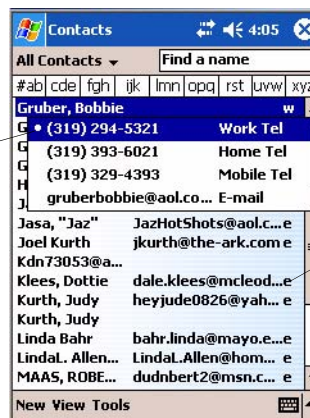 Contacts 4:05
All Contacts Find a name
#ab cde fgh ijk lmn opq rst uvw xyz
Gruber, Bobbie w
G (319) 294-5321 Work Tel
G (319) 393-6021 Home Tel
G (319) 329-4393 Mobile Tel
H gruberbobbie@aol.co... E-mail
J
Jasa, "Jaz" JazHotShots@aol.c... e
Joel Kurth jkurth@the-ark.com e
Kdn73053@a...
Klees, Dottie dale.klees@mcleod... e
Kurth, Judy heyjude0826@yah... e
Kurth, Judy
Linda Bahr bahr.linda@mayo.e... e
LindaL. Allen... LindaL.Allen@hom... e
MAAS, ROBE... dudnbert2@msn.c... e
New View Tools